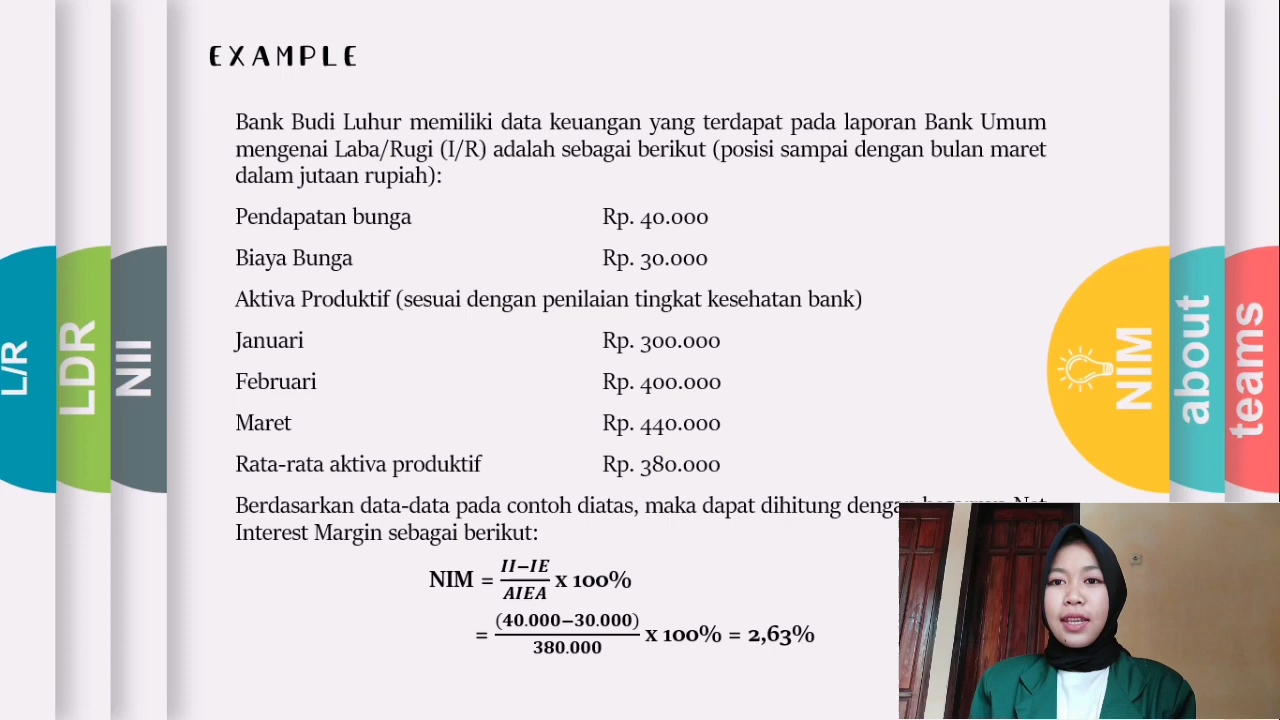 EXAMPLE
Bank Budi Luhur memiliki data keuangan yang terdapat pada laporan Bank Umum
mengenai Laba/Rugi (I/R) adalah sebagai berikut (posisi sampai dengan bulan maret
dalam jutaan rupiah):
Pendapatan bunga Rp. 40.000
Biaya Bunga Rp. 30.000
Aktiva Produktif (sesuai dengan penilaian tingkat kesehatan bank)
Januari Rp. 300.000
Februari Rp. 400.000
Maret Rp. 440.000
Rata-rata aktiva produktif Rp. 380.000
Berdasarkan data-data pada contoh diatas, maka dapat dihitung dengan
Interest Margin sebagai berikut:
NIM = II−IE / AIEA x 100%
= (40.000−30.000) / 380.000 x 100% = 2,63%
L/R
LDR
NII
NIM
about
teams